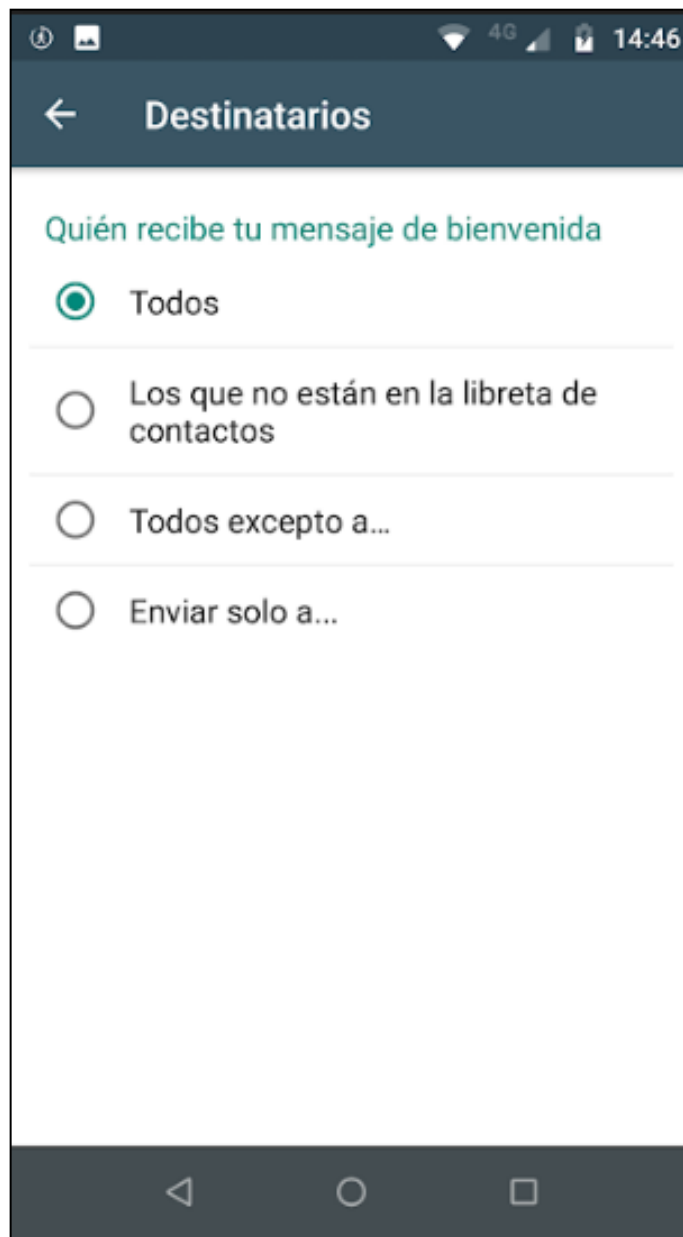 4G 14:46
Destinatarios
Quién recibe tu mensaje de bienvenida
Todos
Los que no están en la libreta de
contactos
Todos excepto a...
Enviar solo a...